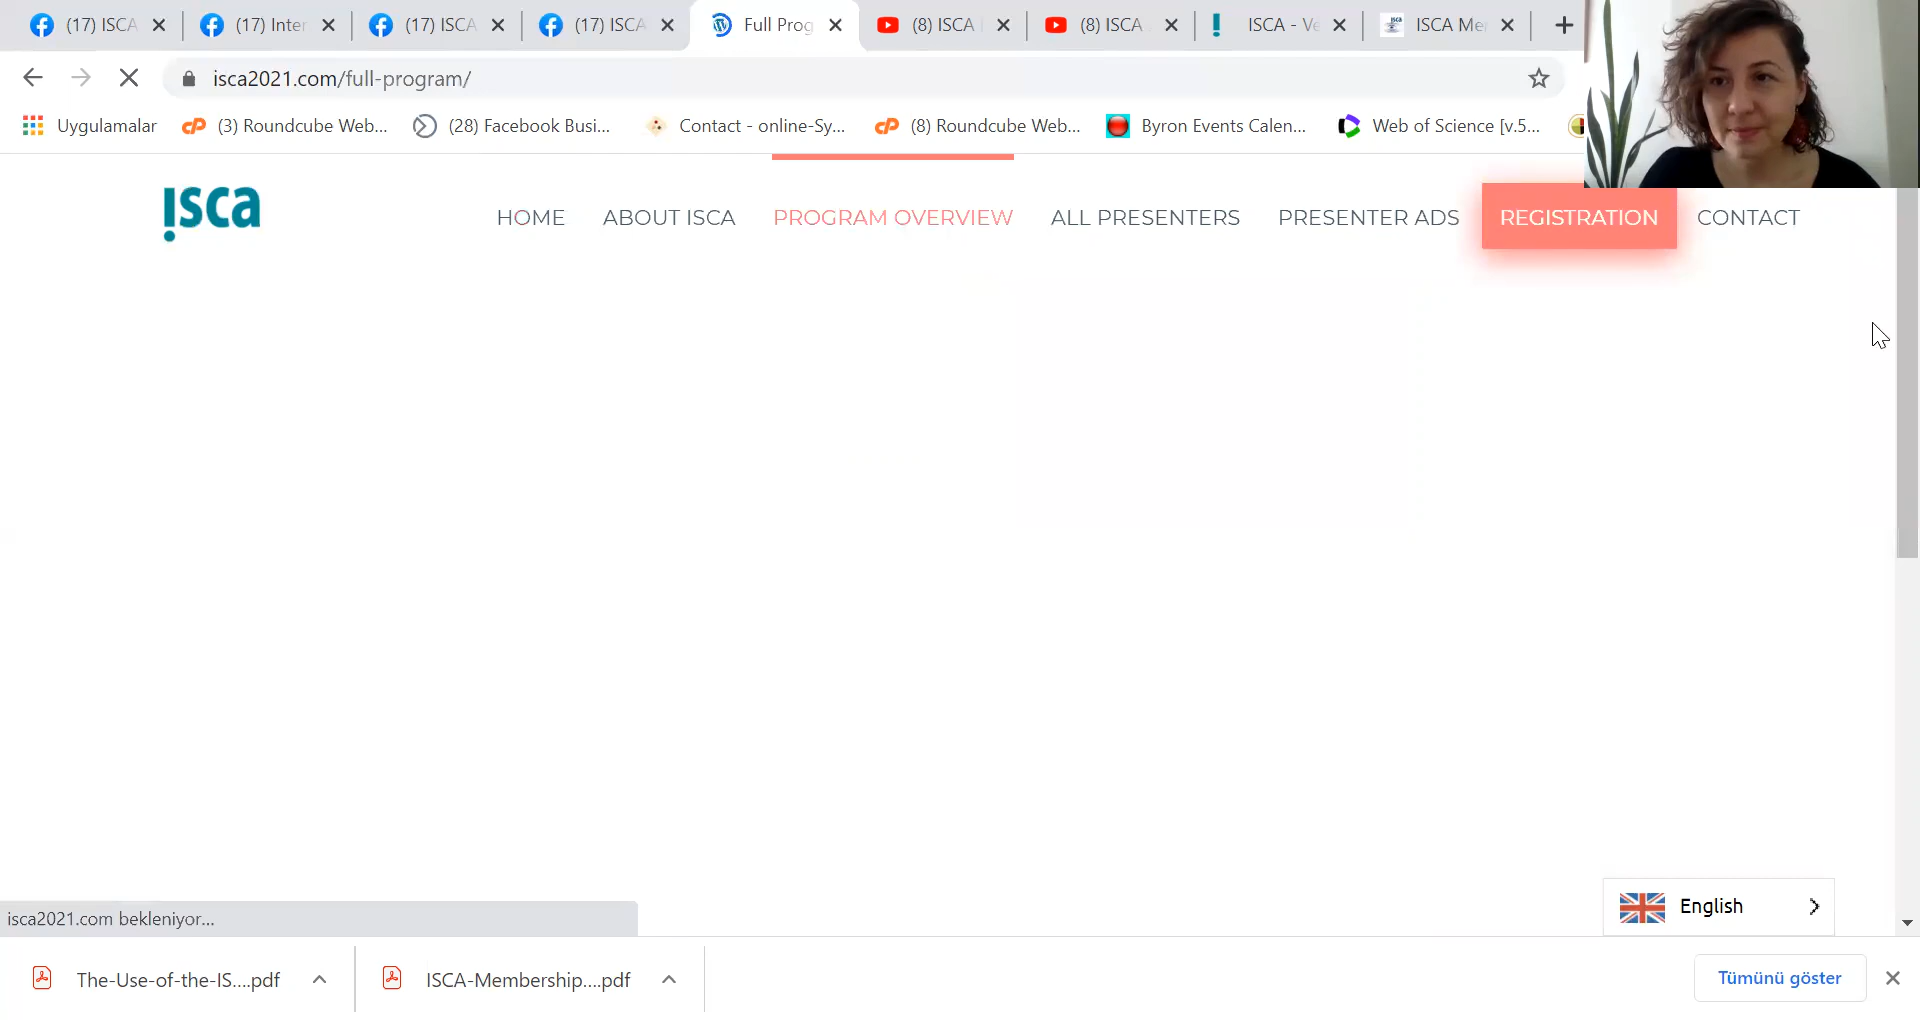 (17) ISCA
(17) Inter
(17) ISCA
(17) ISCA
Full Prog
(8) ISCA
(8) ISCA
ISCA - Ve
ISCA Me
isca2021.com/full-program/
Uygulamalar
(3) Roundcube Web...
(28) Facebook Busi...
Contact - online-Sy...
(8) Roundcube Web...
Byron Events Calen...
Web of Science [v.5...
isca
HOME
ABOUT ISCA
PROGRAM OVERVIEW
ALL PRESENTERS
PRESENTER ADS
REGISTRATION
CONTACT
English
isca2021.com bekleniyor...
The-Use-of-the-IS....pdf
ISCA-Membership....pdf
Tümünü göster